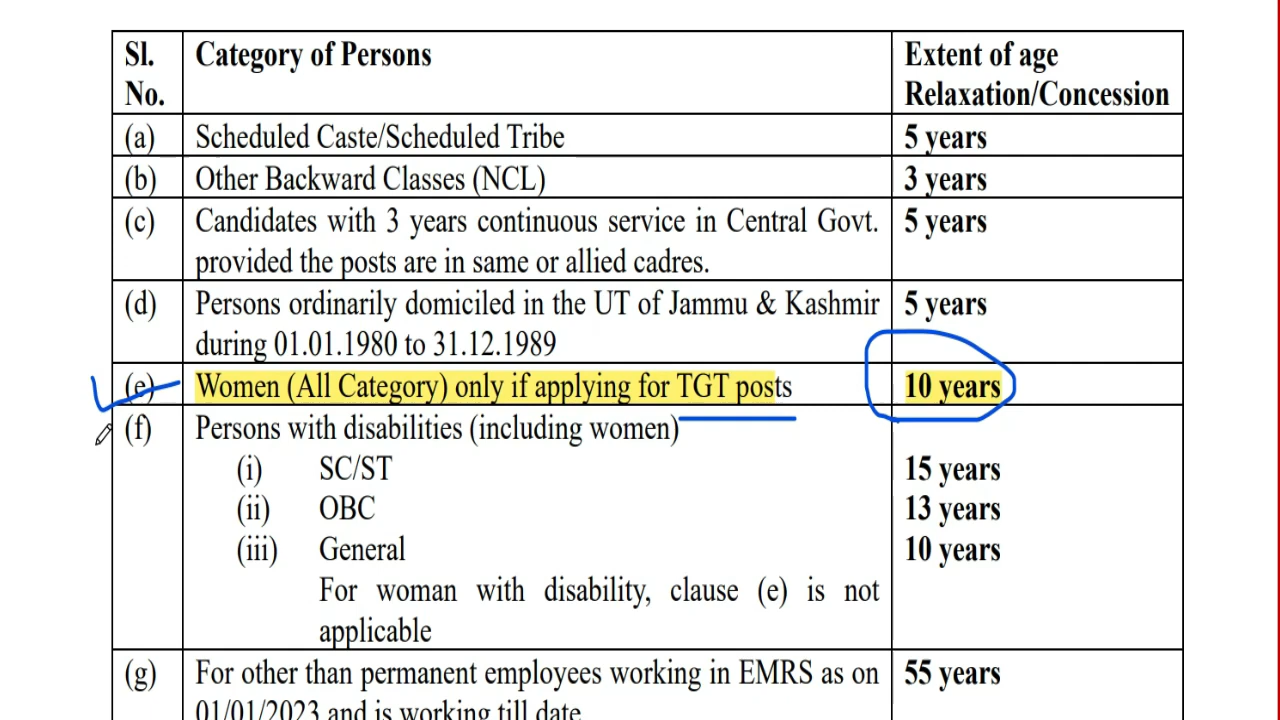 Sl. Category of Persons Extent of age
No. Relaxation/Concession
(a) Scheduled Caste/Scheduled Tribe 5 years
(b) Other Backward Classes (NCL) 3 years
(c) Candidates with 3 years continuous service in Central Govt. 5 years
provided the posts are in same or allied cadres.
(d) Persons ordinarily domiciled in the UT of Jammu & Kashmir 5 years
during 01.01.1980 to 31.12.1989
(e) Women (All Category) only if applying for TGT posts 10 years
(f) Persons with disabilities (including women)
(i) SC/ST 15 years
(ii) OBC 13 years
(iii) General 10 years
For woman with disability, clause (e) is not
applicable
(g) For other than permanent employees working in EMRS as on 55 years
01/01/2023 and is working till date